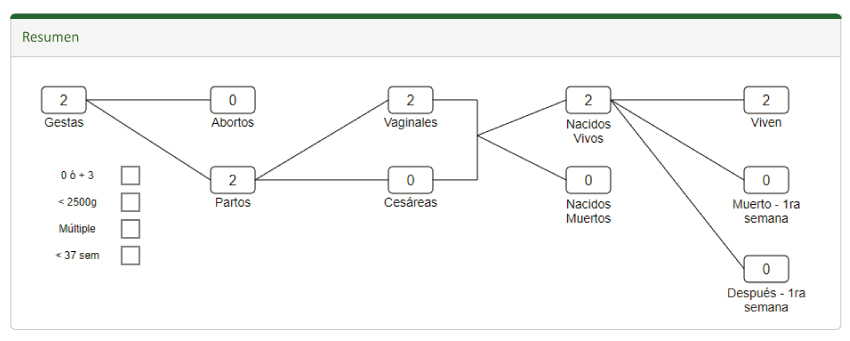 Resumen
2
Gestas
0
Abortos
2
Vaginales
2
Nacidos
Vivos
2
Viven
0 ó + 3
< 2500g
Múltiple
< 37 sem
2
Partos
0
Cesáreas
0
Nacidos
Muertos
0
Muerto - 1ra
semana
0
Después - 1ra
semana